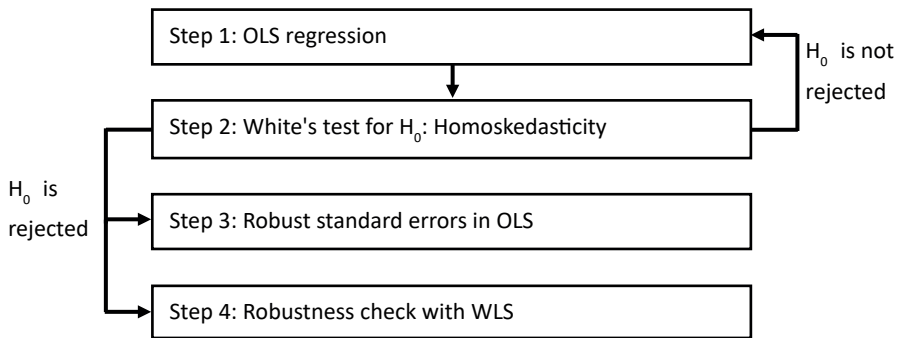 Step 1: OLS regression
H₀ is not
rejected
Step 2: White's test for H₀: Homoskedasticity
H₀ is
rejected
Step 3: Robust standard errors in OLS
Step 4: Robustness check with WLS